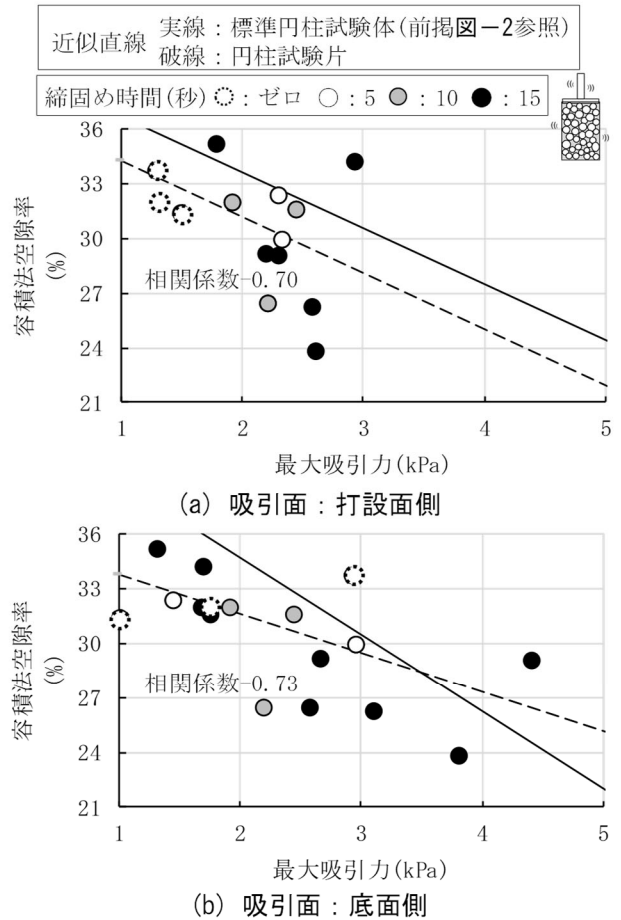 近似直線 実線：標準円柱試験体(前掲図－2参照)
破線：円柱試験片
締固め時間(秒) ：ゼロ ：5 ：10 ：15
36
33
30
27
24
21
容積法空隙率
(%)
相関係数-0.70
1 2 3 4 5
最大吸引力(kPa)
(a) 吸引面：打設面側
36
33
30
27
24
21
容積法空隙率
(%)
相関係数-0.73
1 2 3 4 5
最大吸引力(kPa)
(b) 吸引面：底面側